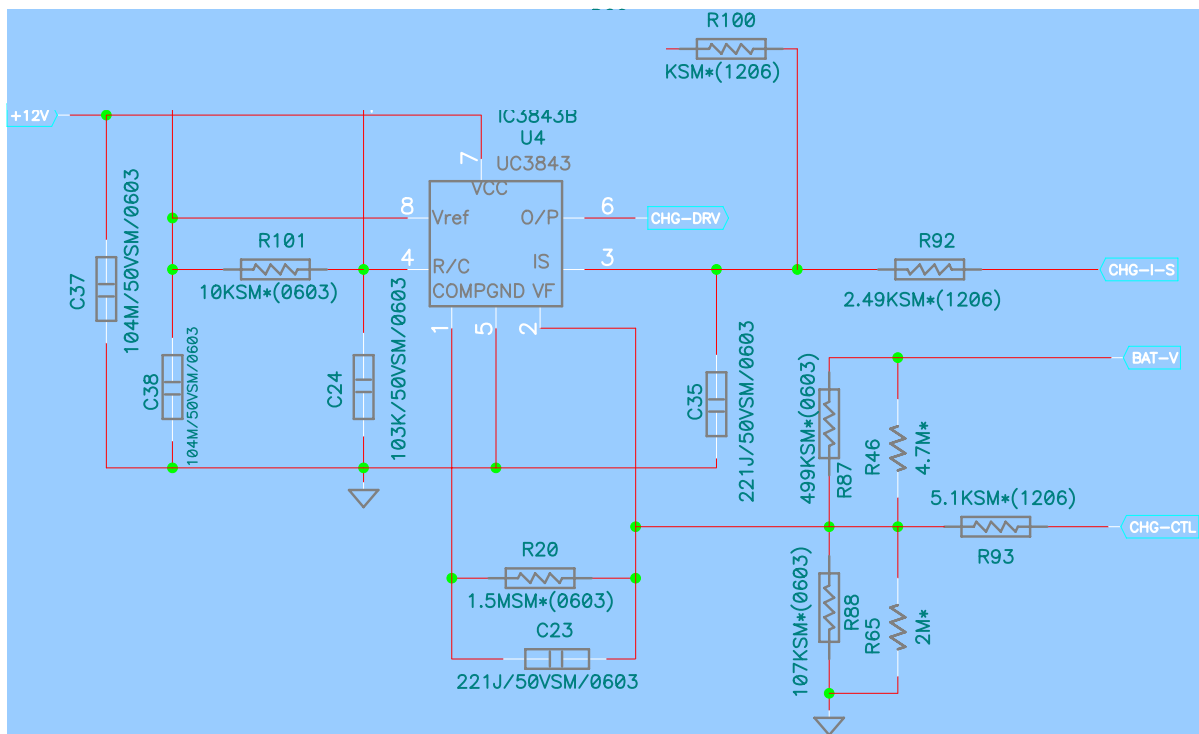 R100
KSM*(1206)
+12V
IC3843B
U4
UC3843
7
VCC
8
Vref
O/P
6
CHG-DRV
R101
4
R/C
IS
3
R92
CHG-I-S
10KSM*(0603)
COMP
GND
VF
2.49KSM*(1206)
1
5
2
C37
104M/50VSM/0603
C38
104M/50VSM/0603
C24
103K/50VSM/0603
C35
221J/50VSM/0603
BAT-V
499KSM*(0603)
R87
R46
4.7M*
5.1KSM*(1206)
CHG-CTL
R93
R20
1.5MSM*(0603)
C23
221J/50VSM/0603
107KSM*(0603)
R88
R65
2M*